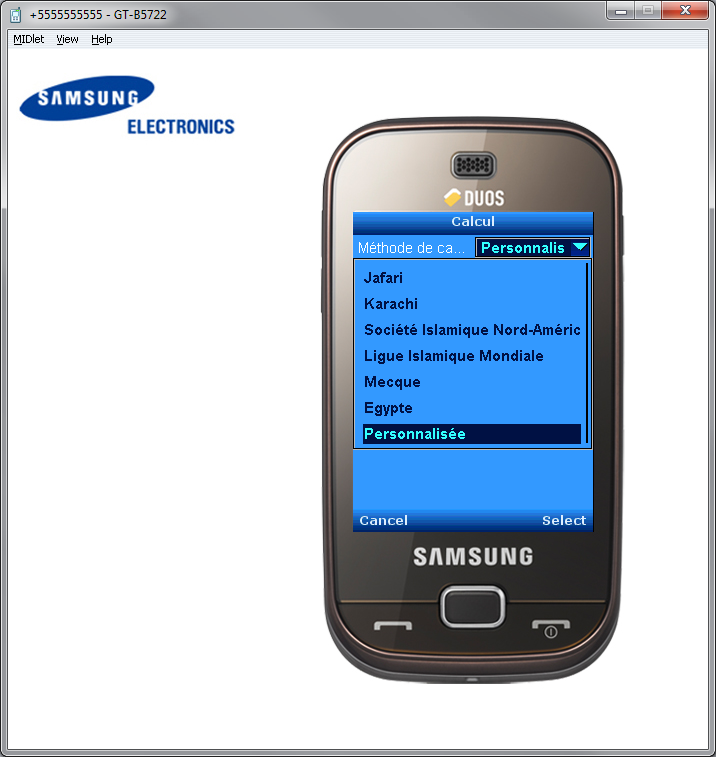 +5555555555 - GT-B5722
MIDlet View Help
SAMSUNG
ELECTRONICS
DUOS
Calcul
Méthode de ca... Personnalis
Jafari
Karachi
Société Islamique Nord-Améric
Ligue Islamique Mondiale
Mecque
Egypte
Personnalisée
Cancel Select
SAMSUNG